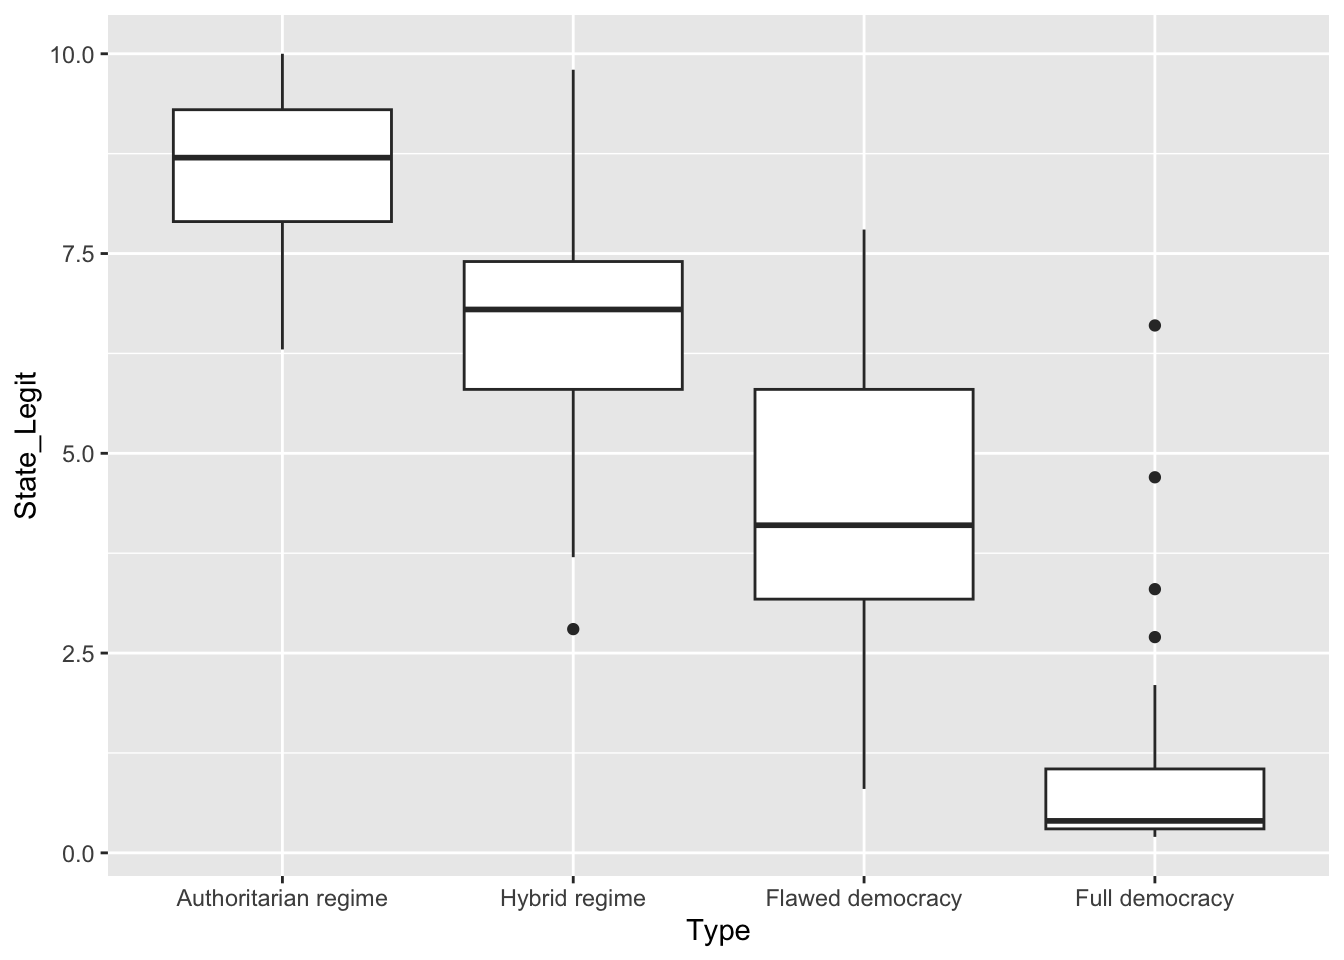 State_Legit
10.0
7.5
5.0
2.5
0.0
Authoritarian regime
Hybrid regime
Flawed democracy
Full democracy
Type